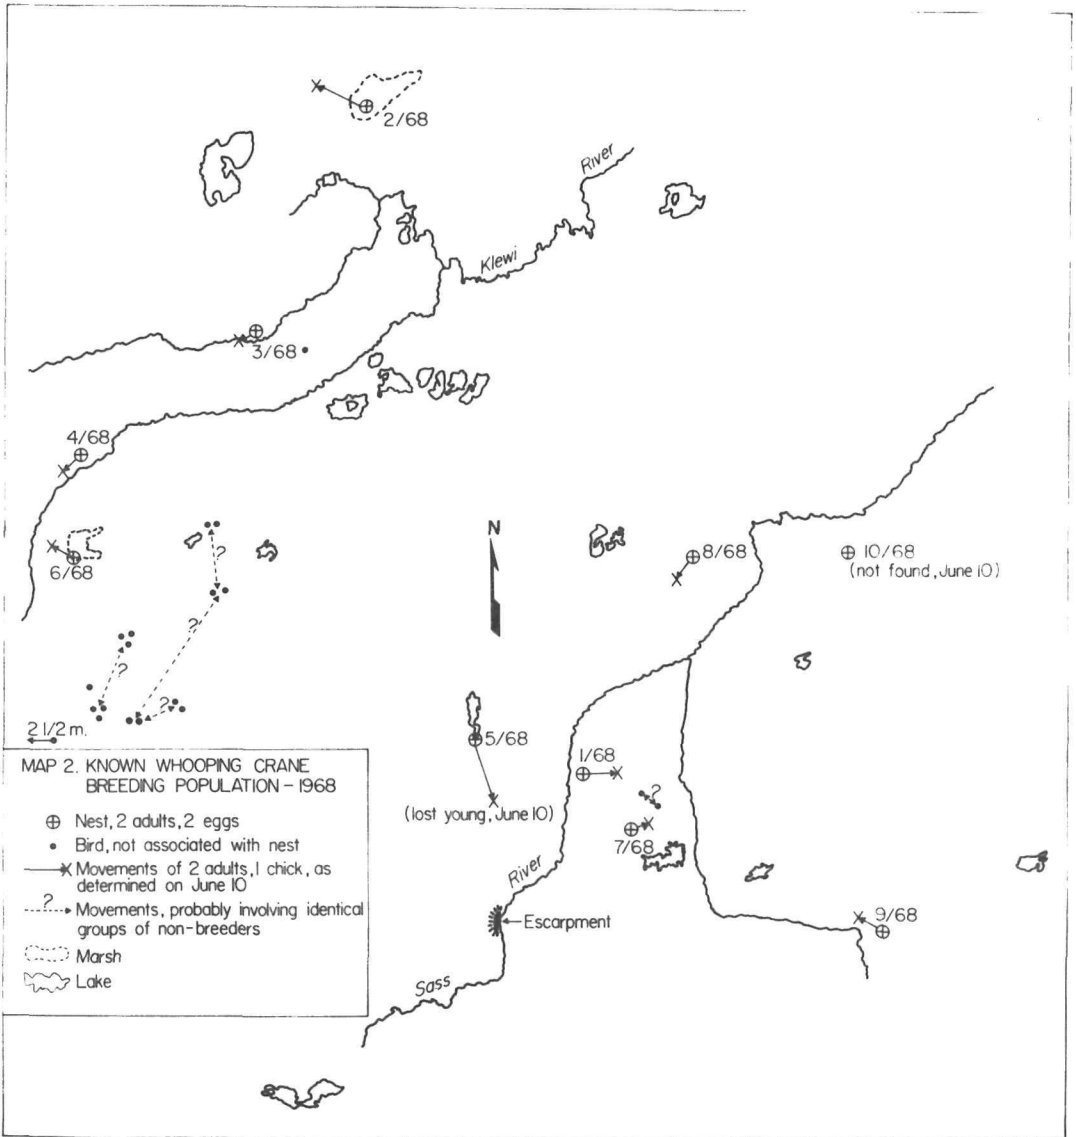 2/68
River
Klewi
3/68
4/68
6/68
?
?
?
?
2 1/2 m.
N
8/68
10/68
(not found, June 10)
5/68
(lost young, June 10)
1/68
?
7/68
River
Escarpment
Sass
9/68
MAP 2. KNOWN WHOOPING CRANE
BREEDING POPULATION – 1968
Nest, 2 adults, 2 eggs
Bird, not associated with nest
Movements of 2 adults, 1 chick, as
determined on June 10
?
Movements, probably involving identical
groups of non-breeders
Marsh
Lake